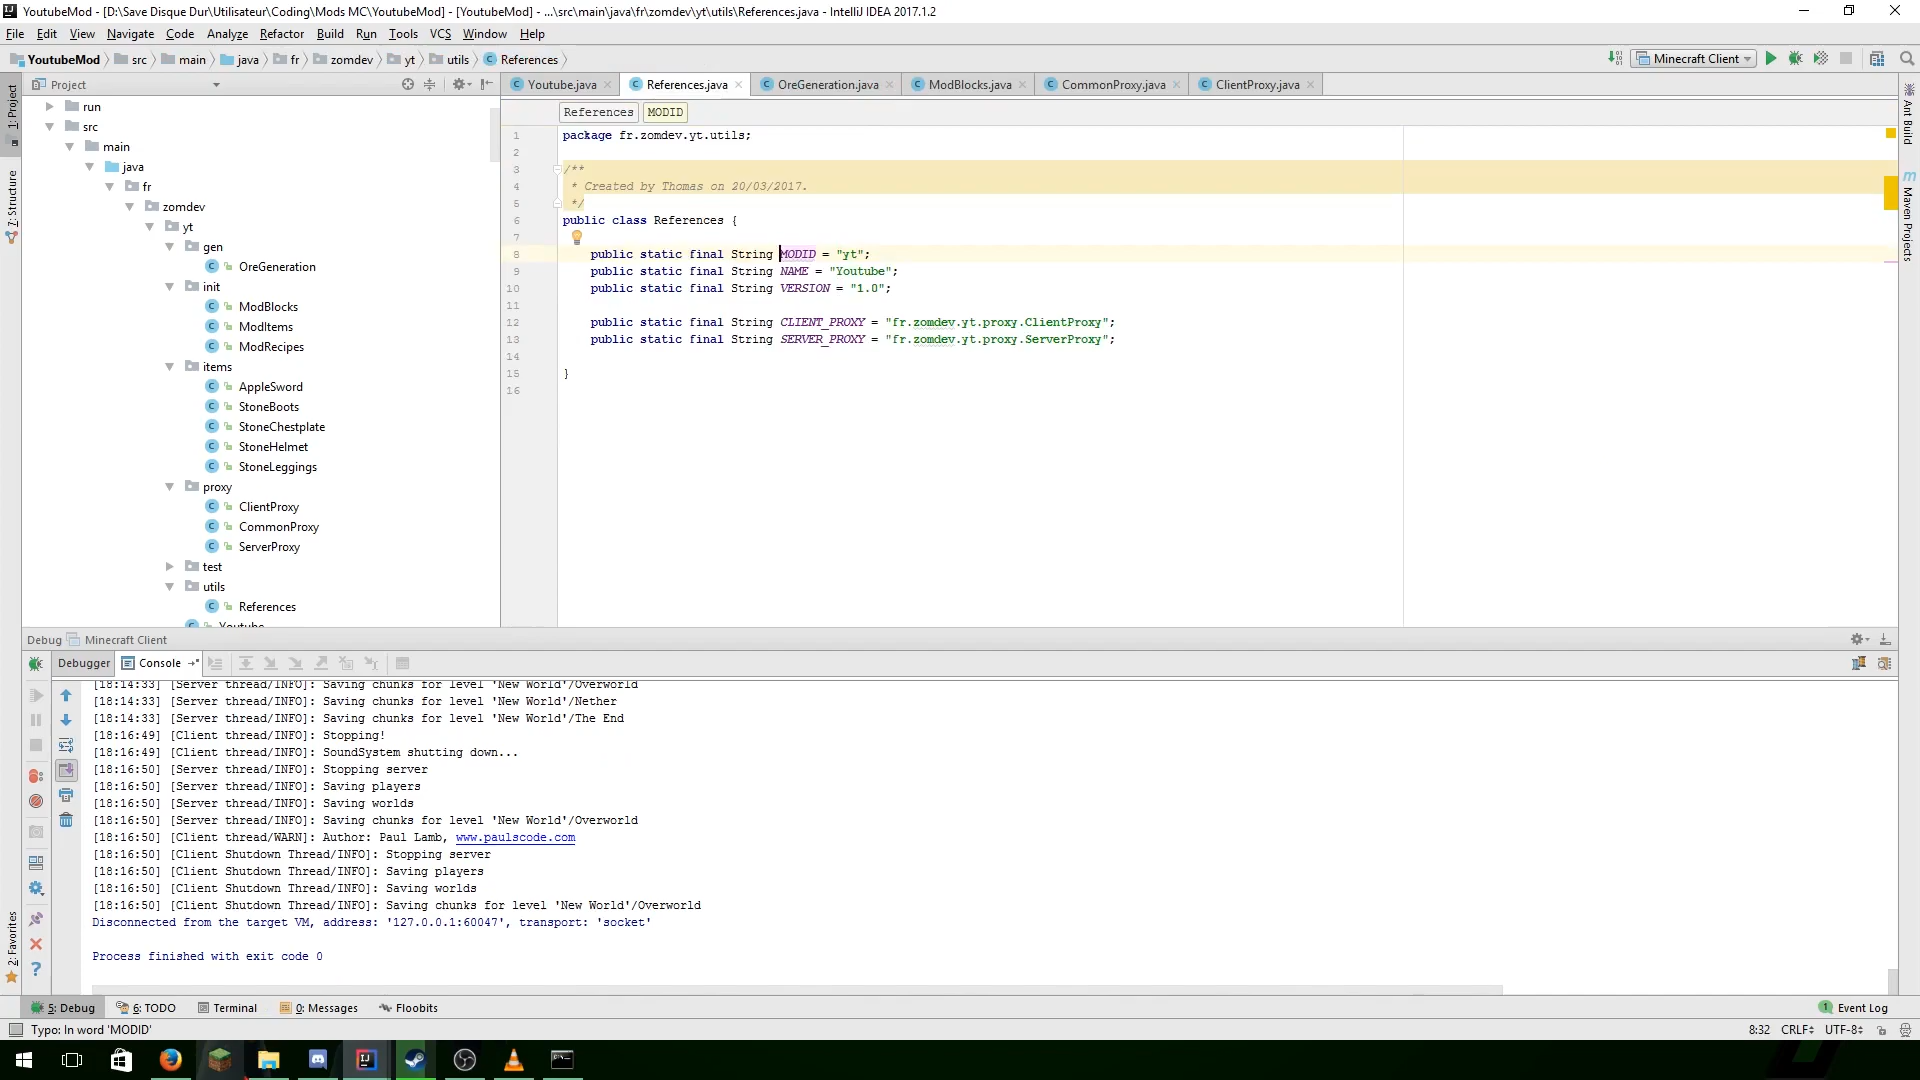 YoutubeMod - [D:\Save Disque Dur\Utilisateur\Coding\Mods MC\YoutubeMod] - [YoutubeMod] - ...\src\main\java\fr\zomdev\yt\utils\References.java - IntelliJ IDEA 2017.1.2
File Edit View Navigate Code Analyze Refactor Build Run Tools VCS Window Help
YoutubeMod src main java fr zomdev yt utils References
Minecraft Client
Project
Youtube.java References.java OreGeneration.java ModBlocks.java CommonProxy.java ClientProxy.java
References MODID
1: Project
7: Structure
2: Favorites
Ant Build
Maven Projects
run
src
main
java
fr
zomdev
yt
gen
OreGeneration
init
ModBlocks
ModItems
ModRecipes
items
AppleSword
StoneBoots
StoneChestplate
StoneHelmet
StoneLeggings
proxy
ClientProxy
CommonProxy
ServerProxy
test
utils
References
Youtube
1 package fr.zomdev.yt.utils;
2
3 /**
4 * Created by Thomas on 20/03/2017.
5 */
6 public class References {
7
8 public static final String MODID = "yt";
9 public static final String NAME = "Youtube";
10 public static final String VERSION = "1.0";
11
12 public static final String CLIENT_PROXY = "fr.zomdev.yt.proxy.ClientProxy";
13 public static final String SERVER_PROXY = "fr.zomdev.yt.proxy.ServerProxy";
14
15 }
16
Debug Minecraft Client
Debugger Console
[18:14:33] [Server thread/INFO]: Saving chunks for level 'New World'/Overworld
[18:14:33] [Server thread/INFO]: Saving chunks for level 'New World'/Nether
[18:14:33] [Server thread/INFO]: Saving chunks for level 'New World'/The End
[18:16:49] [Client thread/INFO]: Stopping!
[18:16:49] [Client thread/INFO]: SoundSystem shutting down...
[18:16:50] [Server thread/INFO]: Stopping server
[18:16:50] [Server thread/INFO]: Saving players
[18:16:50] [Server thread/INFO]: Saving worlds
[18:16:50] [Server thread/INFO]: Saving chunks for level 'New World'/Overworld
[18:16:50] [Client thread/WARN]: Author: Paul Lamb, www.paulscode.com
[18:16:50] [Client Shutdown Thread/INFO]: Stopping server
[18:16:50] [Client Shutdown Thread/INFO]: Saving players
[18:16:50] [Client Shutdown Thread/INFO]: Saving worlds
[18:16:50] [Client Shutdown Thread/INFO]: Saving chunks for level 'New World'/Overworld
Disconnected from the target VM, address: '127.0.0.1:60047', transport: 'socket'
Process finished with exit code 0
5: Debug 6: TODO Terminal 0: Messages Floobits 1 Event Log
Typo: In word 'MODID' 8:32 CRLF UTF-8